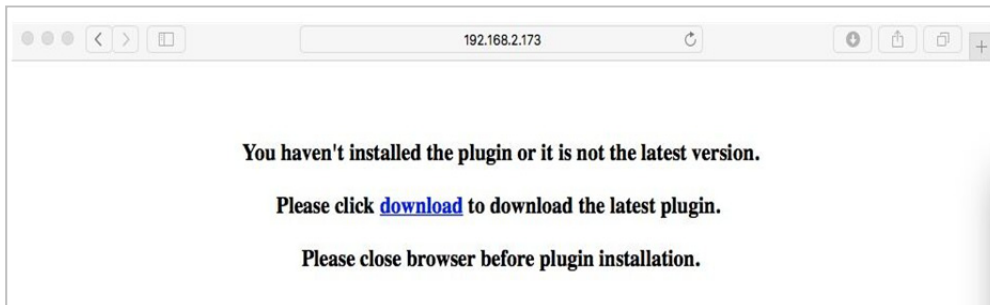 192.168.2.173
You haven't installed the plugin or it is not the latest version.
Please click download to download the latest plugin.
Please close browser before plugin installation.